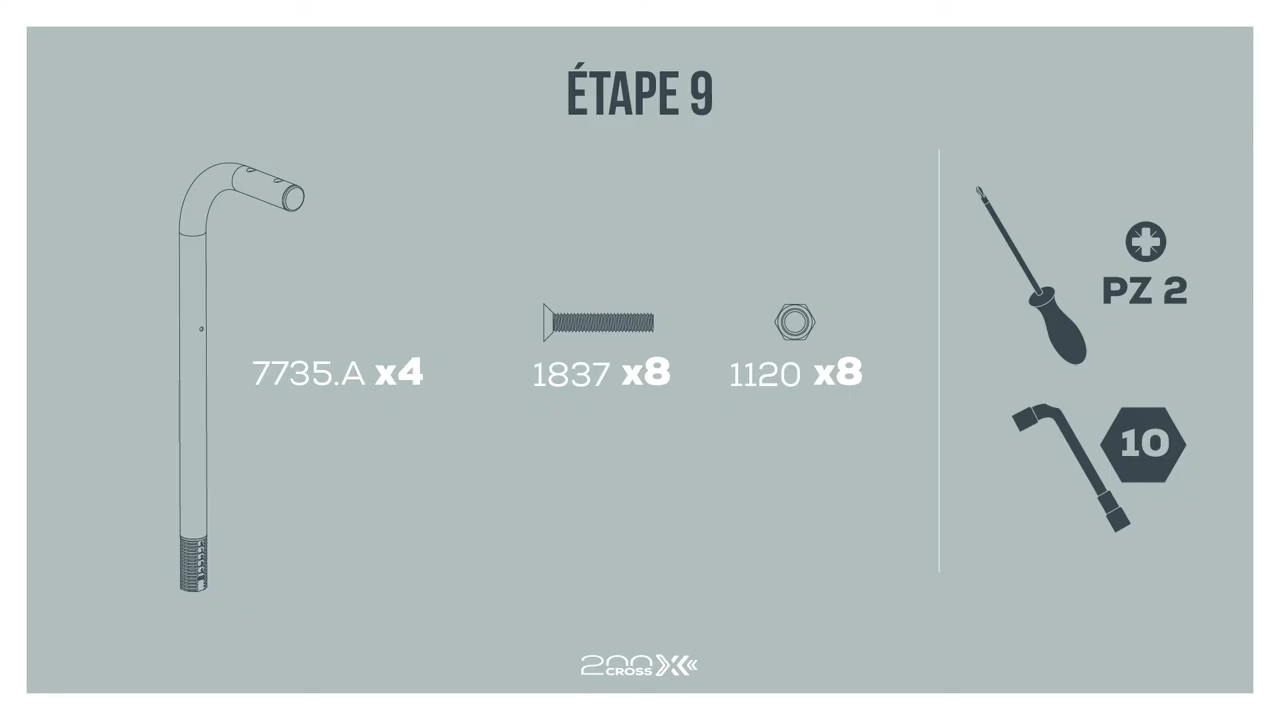 ÉTAPE 9
7735.A x4
1837 x8
1120 x8
PZ 2
10
200 CROSS X